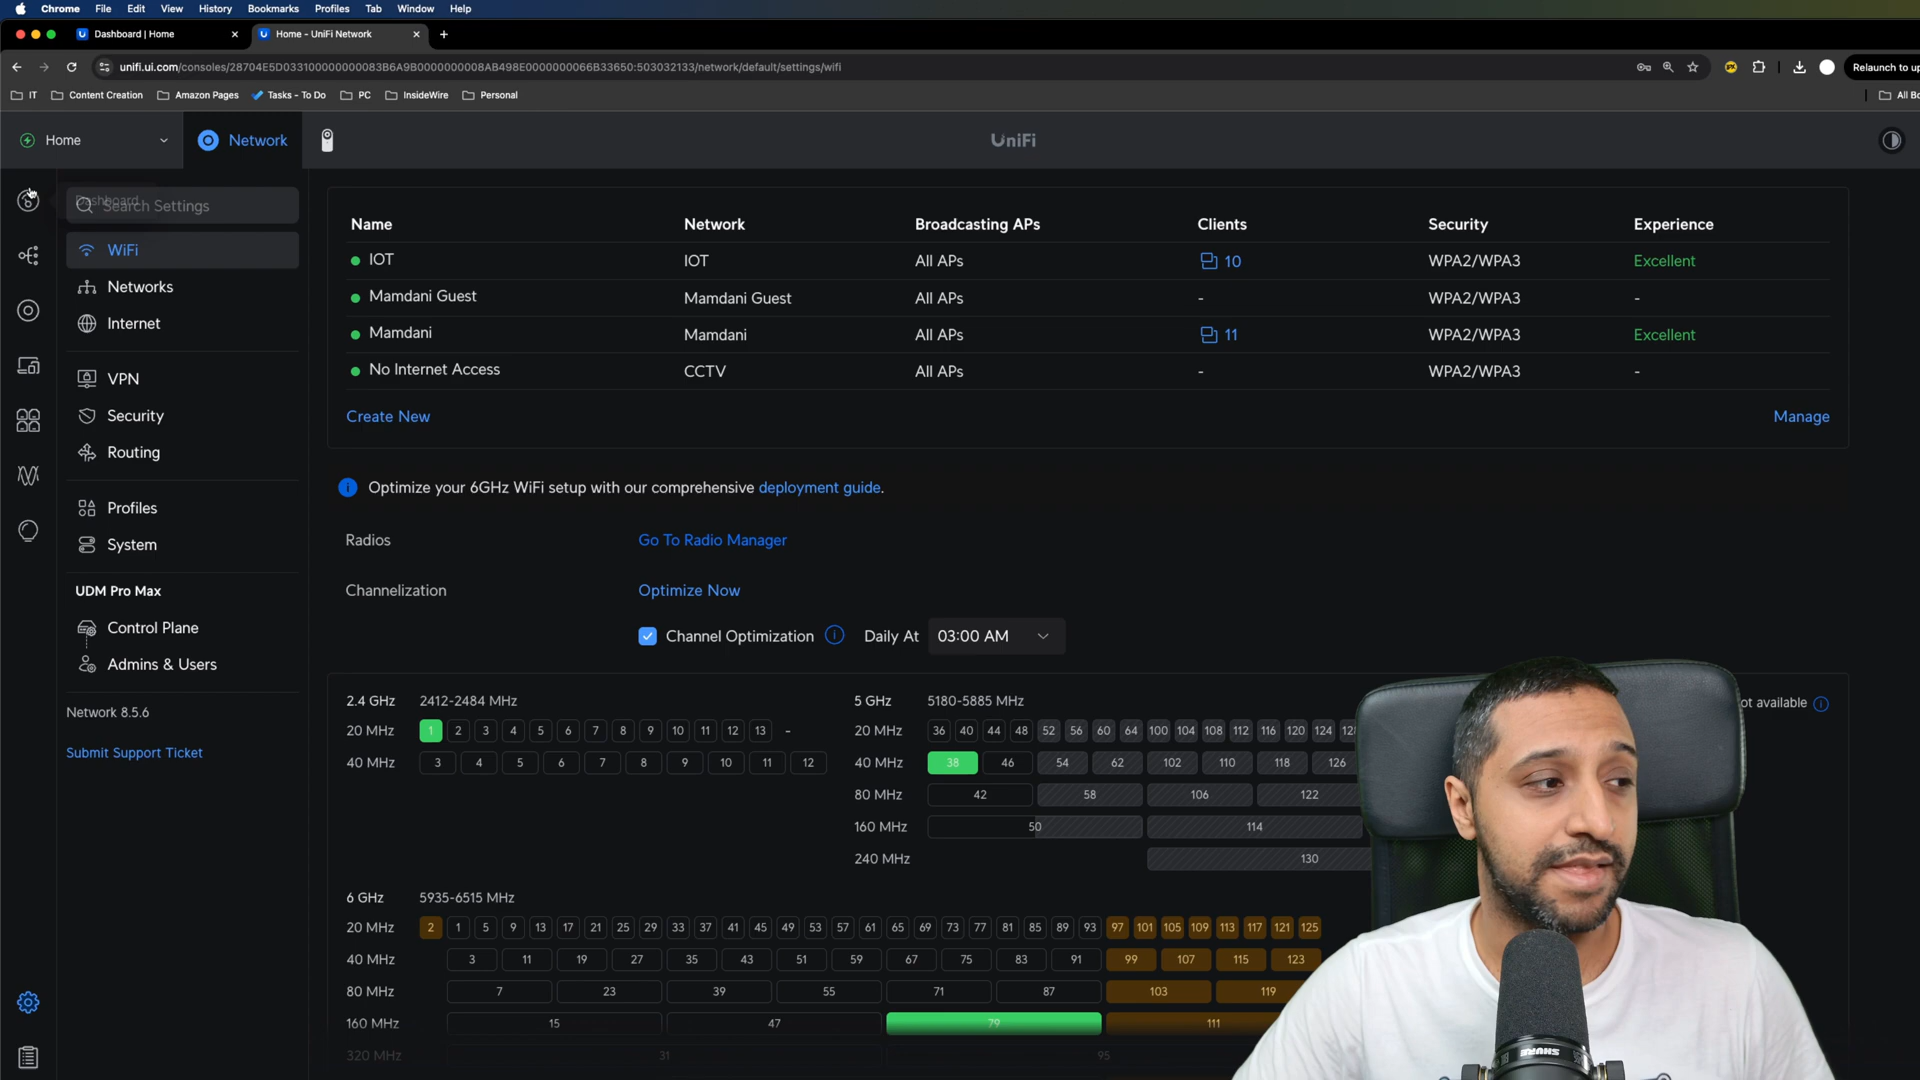 Chrome File Edit View History Bookmarks Profiles Tab Window Help
Dashboard | Home
Home - UniFi Network
unifi.ui.com/consoles/28704E5D033100000000083B6A9B0000000008AB498E0000000066B33650:503032133/network/default/settings/wifi
Relaunch to up
IT Content Creation Amazon Pages Tasks - To Do PC InsideWire Personal
All Bo
Home
Network
UniFi
Dashboard
Search Settings
WiFi
Networks
Internet
VPN
Security
Routing
Profiles
System
UDM Pro Max
Control Plane
Admins & Users
Network 8.5.6
Submit Support Ticket
Name Network Broadcasting APs Clients Security Experience
IOT IOT All APs 10 WPA2/WPA3 Excellent
Mamdani Guest Mamdani Guest All APs - WPA2/WPA3 -
Mamdani Mamdani All APs 11 WPA2/WPA3 Excellent
No Internet Access CCTV All APs - WPA2/WPA3 -
Create New Manage
Optimize your 6GHz WiFi setup with our comprehensive deployment guide.
Radios Go To Radio Manager
Channelization Optimize Now
Channel Optimization Daily At 03:00 AM
2.4 GHz 2412-2484 MHz
20 MHz 1 2 3 4 5 6 7 8 9 10 11 12 13 -
40 MHz 3 4 5 6 7 8 9 10 11 12
5 GHz 5180-5885 MHz
ot available
20 MHz 36 40 44 48 52 56 60 64 100 104 108 112 116 120 124 128
40 MHz 38 46 54 62 102 110 118 126
80 MHz 42 58 106 122
160 MHz 50 114
240 MHz 130
6 GHz 5935-6515 MHz
20 MHz 2 1 5 9 13 17 21 25 29 33 37 41 45 49 53 57 61 65 69 73 77 81 85 89 93 97 101 105 109 113 117 121 125
40 MHz 3 11 19 27 35 43 51 59 67 75 83 91 99 107 115 123
80 MHz 7 23 39 55 71 87 103 119
160 MHz 15 47 79 111
320 MHz 31 95
SHURE